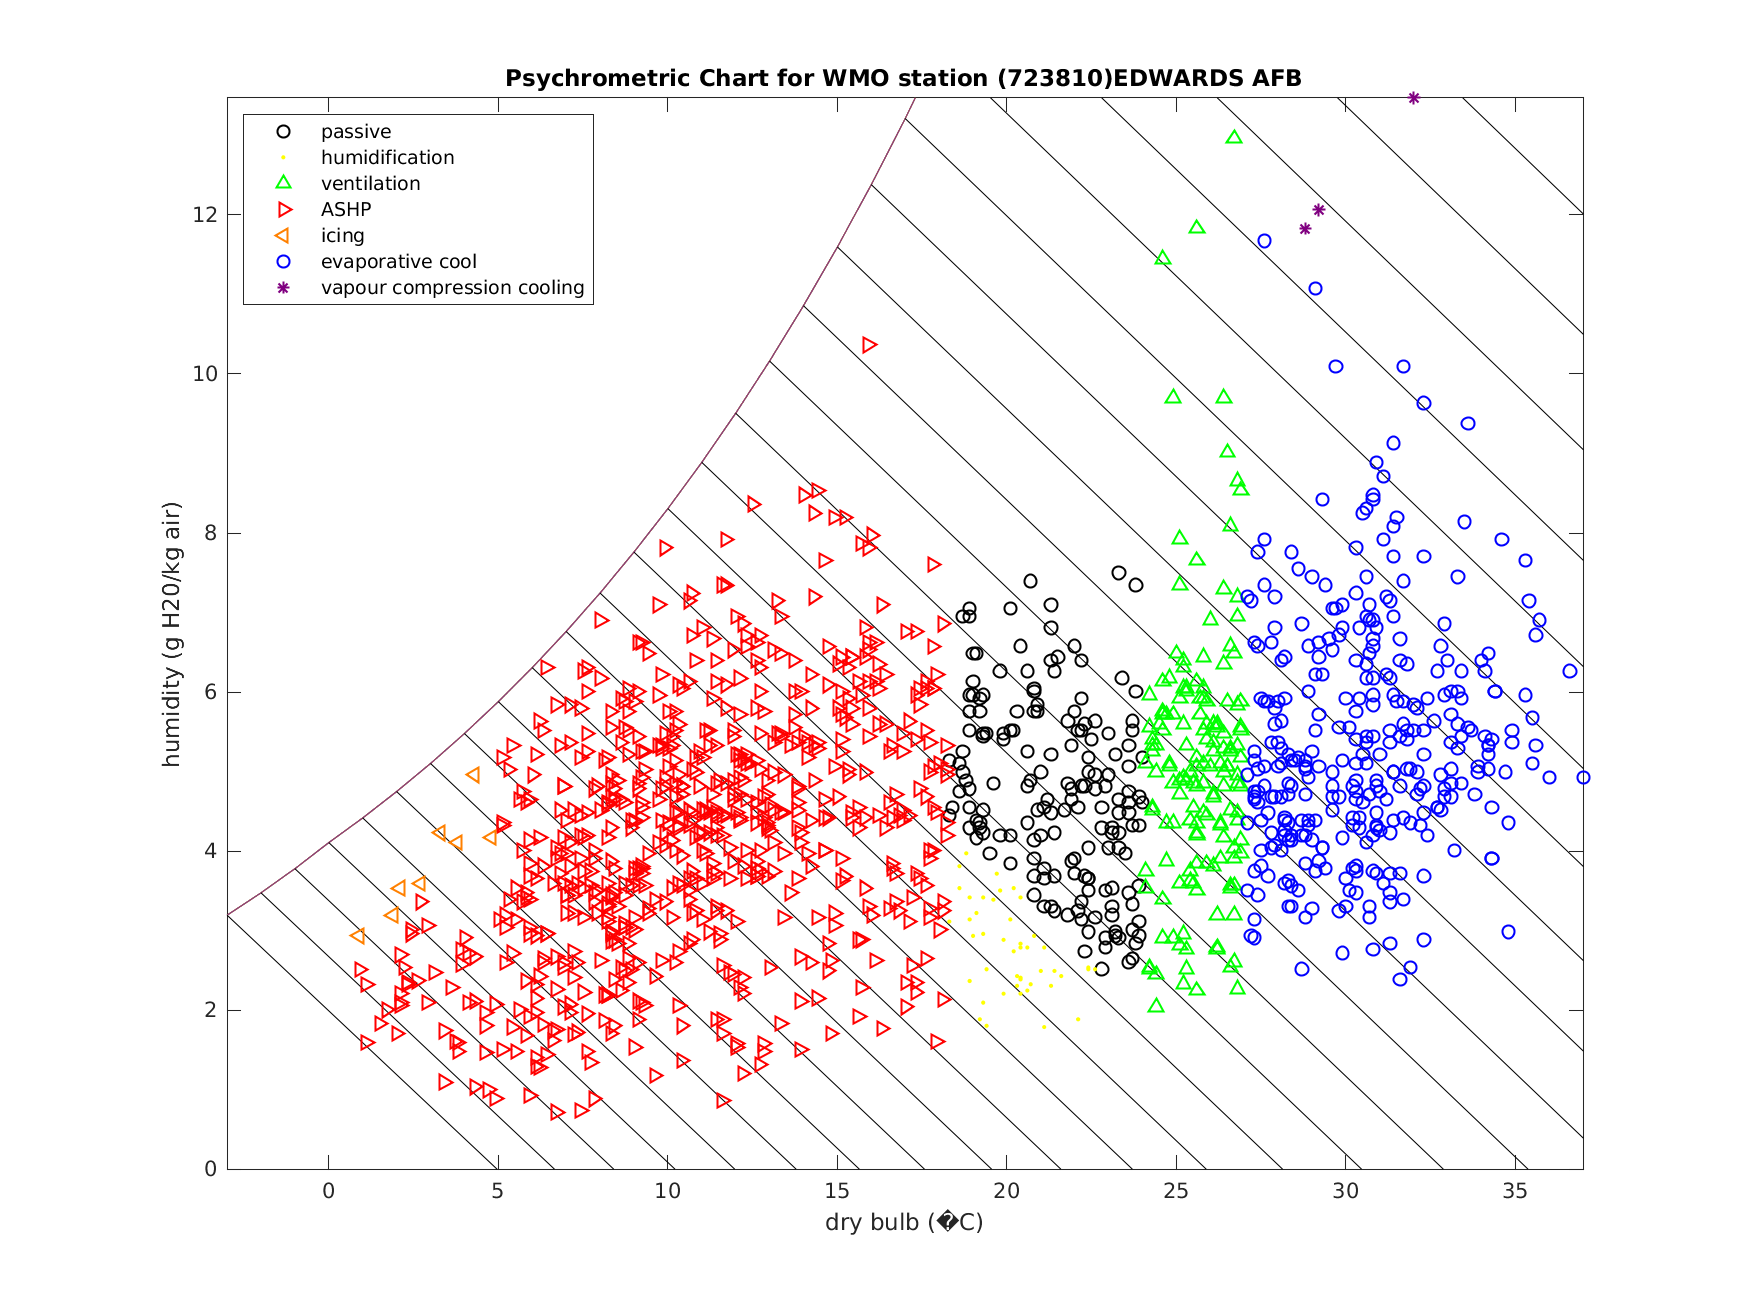 Psychrometric Chart for WMO station (723810)EDWARDS AFB
passive
humidification
ventilation
ASHP
icing
evaporative cool
vapour compression cooling
humidity (g H20/kg air)
12
10
8
6
4
2
0
0 5 10 15 20 25 30 35
dry bulb (�C)